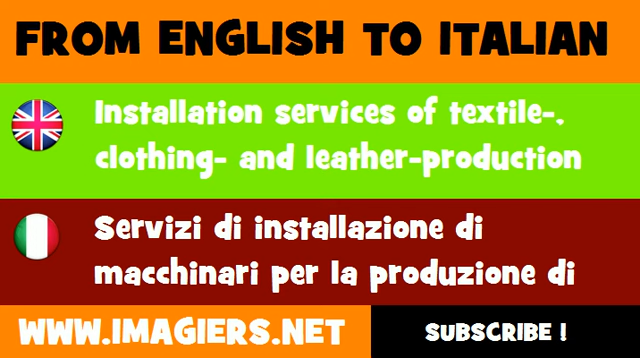 FROM ENGLISH TO ITALIAN
Installation services of textile-,
clothing- and leather-production
Servizi di installazione di
macchinari per la produzione di
WWW.IMAGIERS.NET
SUBSCRIBE !